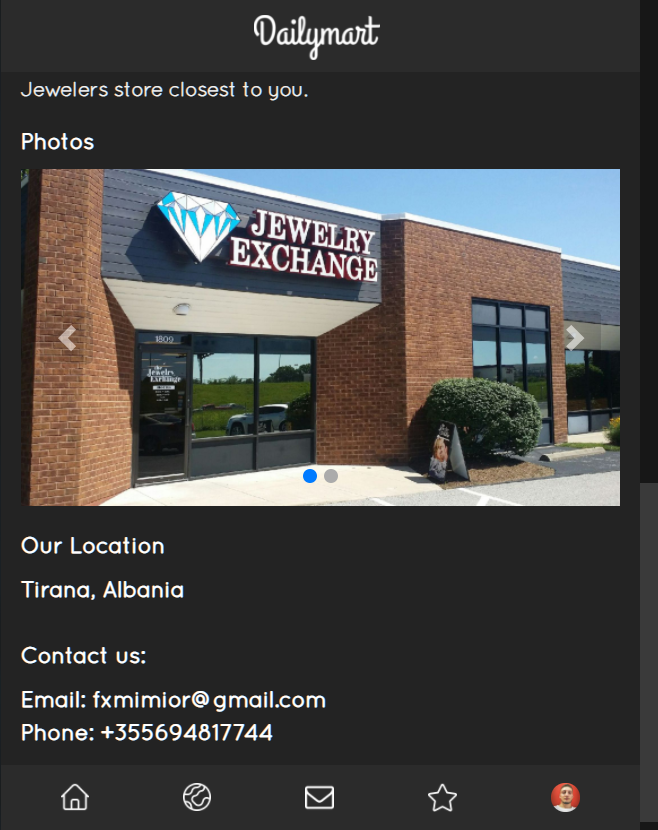 Dailymart
Jewelers store closest to you.
Photos
JEWELRY
EXCHANGE
1809
the
Jewelry
Exchange
Our Location
Tirana, Albania
Contact us:
Email: fxmimior@gmail.com
Phone: +355694817744